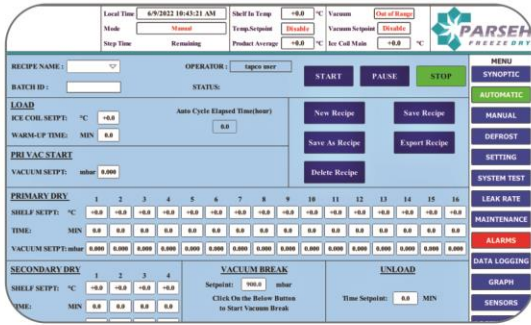 Local Time 6/9/2022 10:43:21 AM Shelf In Temp +0.0 °C Vacuum Out of Range
Mode Manual Temp.Setpoint Disable Vacuum Setpoint Disable
Step Time Remaining Product Average +0.0 °C Ice Coil Main +0.0 °C
PARSEH
FREEZE DRY
MENU
RECIPE NAME : OPERATOR : tapco user START PAUSE STOP SYNOPTIC
BATCH ID : STATUS:
AUTOMATIC
LOAD
ICE COIL SETPT: °C +0.0 Auto Cycle Elapsed Time(hour) New Recipe Save Recipe MANUAL
WARM-UP TIME: MIN 0.0 0.0 Save As Recipe Export Recipe DEFROST
PRI VAC START SETTING
VACUUM SETPT: mbar 0.000 Delete Recipe SYSTEM TEST
PRIMARY DRY 1 2 3 4 5 6 7 8 9 10 11 12 13 14 15 16 LEAK RATE
SHELF SETPT: °C +0.0 +0.0 +0.0 +0.0 +0.0 +0.0 +0.0 +0.0 +0.0 +0.0 +0.0 +0.0 +0.0 +0.0 +0.0 +0.0 MAINTENANCE
TIME: MIN 0.0 0.0 0.0 0.0 0.0 0.0 0.0 0.0 0.0 0.0 0.0 0.0 0.0 0.0 0.0 0.0 ALARMS
VACUUM SETPT: mbar 0.000 0.000 0.000 0.000 0.000 0.000 0.000 0.000 0.000 0.000 0.000 0.000 0.000 0.000 0.000 0.000 DATA LOGGING
SECONDARY DRY 1 2 3 4 VACUUM BREAK UNLOAD
GRAPH
SHELF SETPT: °C +0.0 +0.0 +0.0 +0.0 Setpoint: 900.0 mbar
TIME: MIN 0.0 0.0 0.0 0.0 Click On the Below Button Time Setpoint: 0.0 MIN SENSORS
to Start Vacuum Break